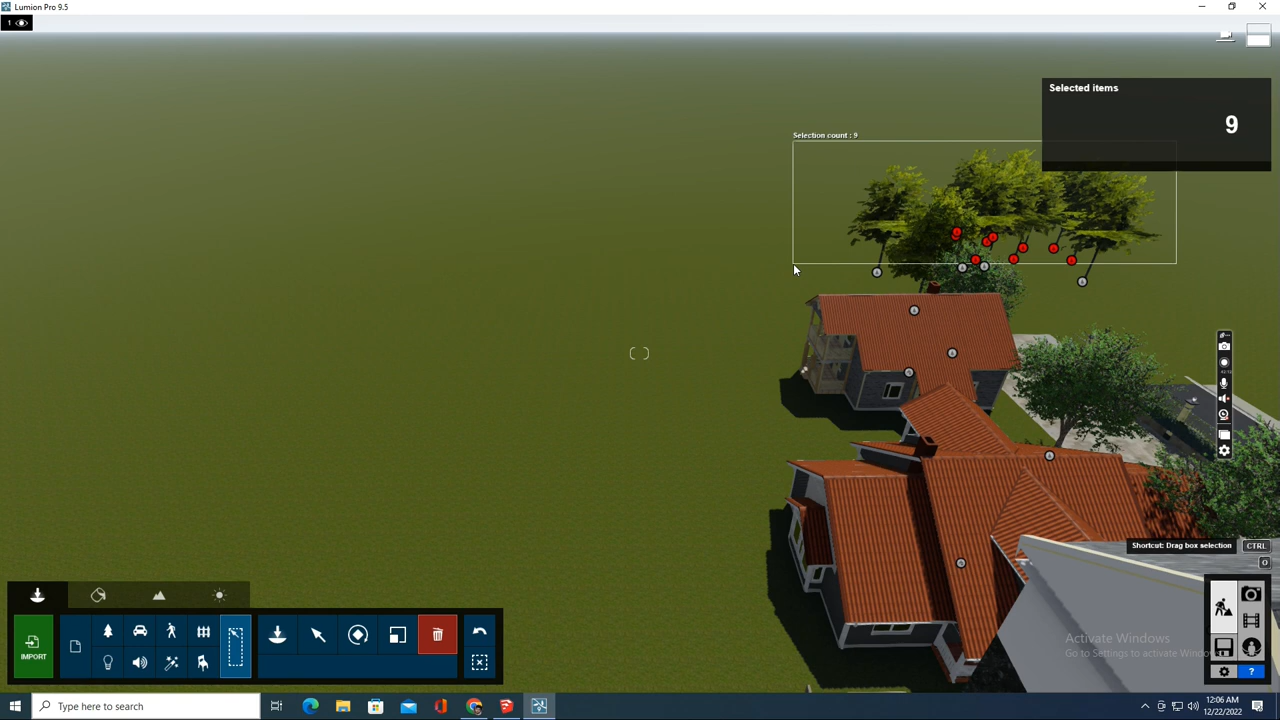 Lumion Pro 9.5
1
Selected items
9
Selection count : 9
Shortcut: Drag box selection CTRL
O
IMPORT
Activate Windows
Go to Settings to activate Windows
?
Type here to search
12:06 AM
12/22/2022